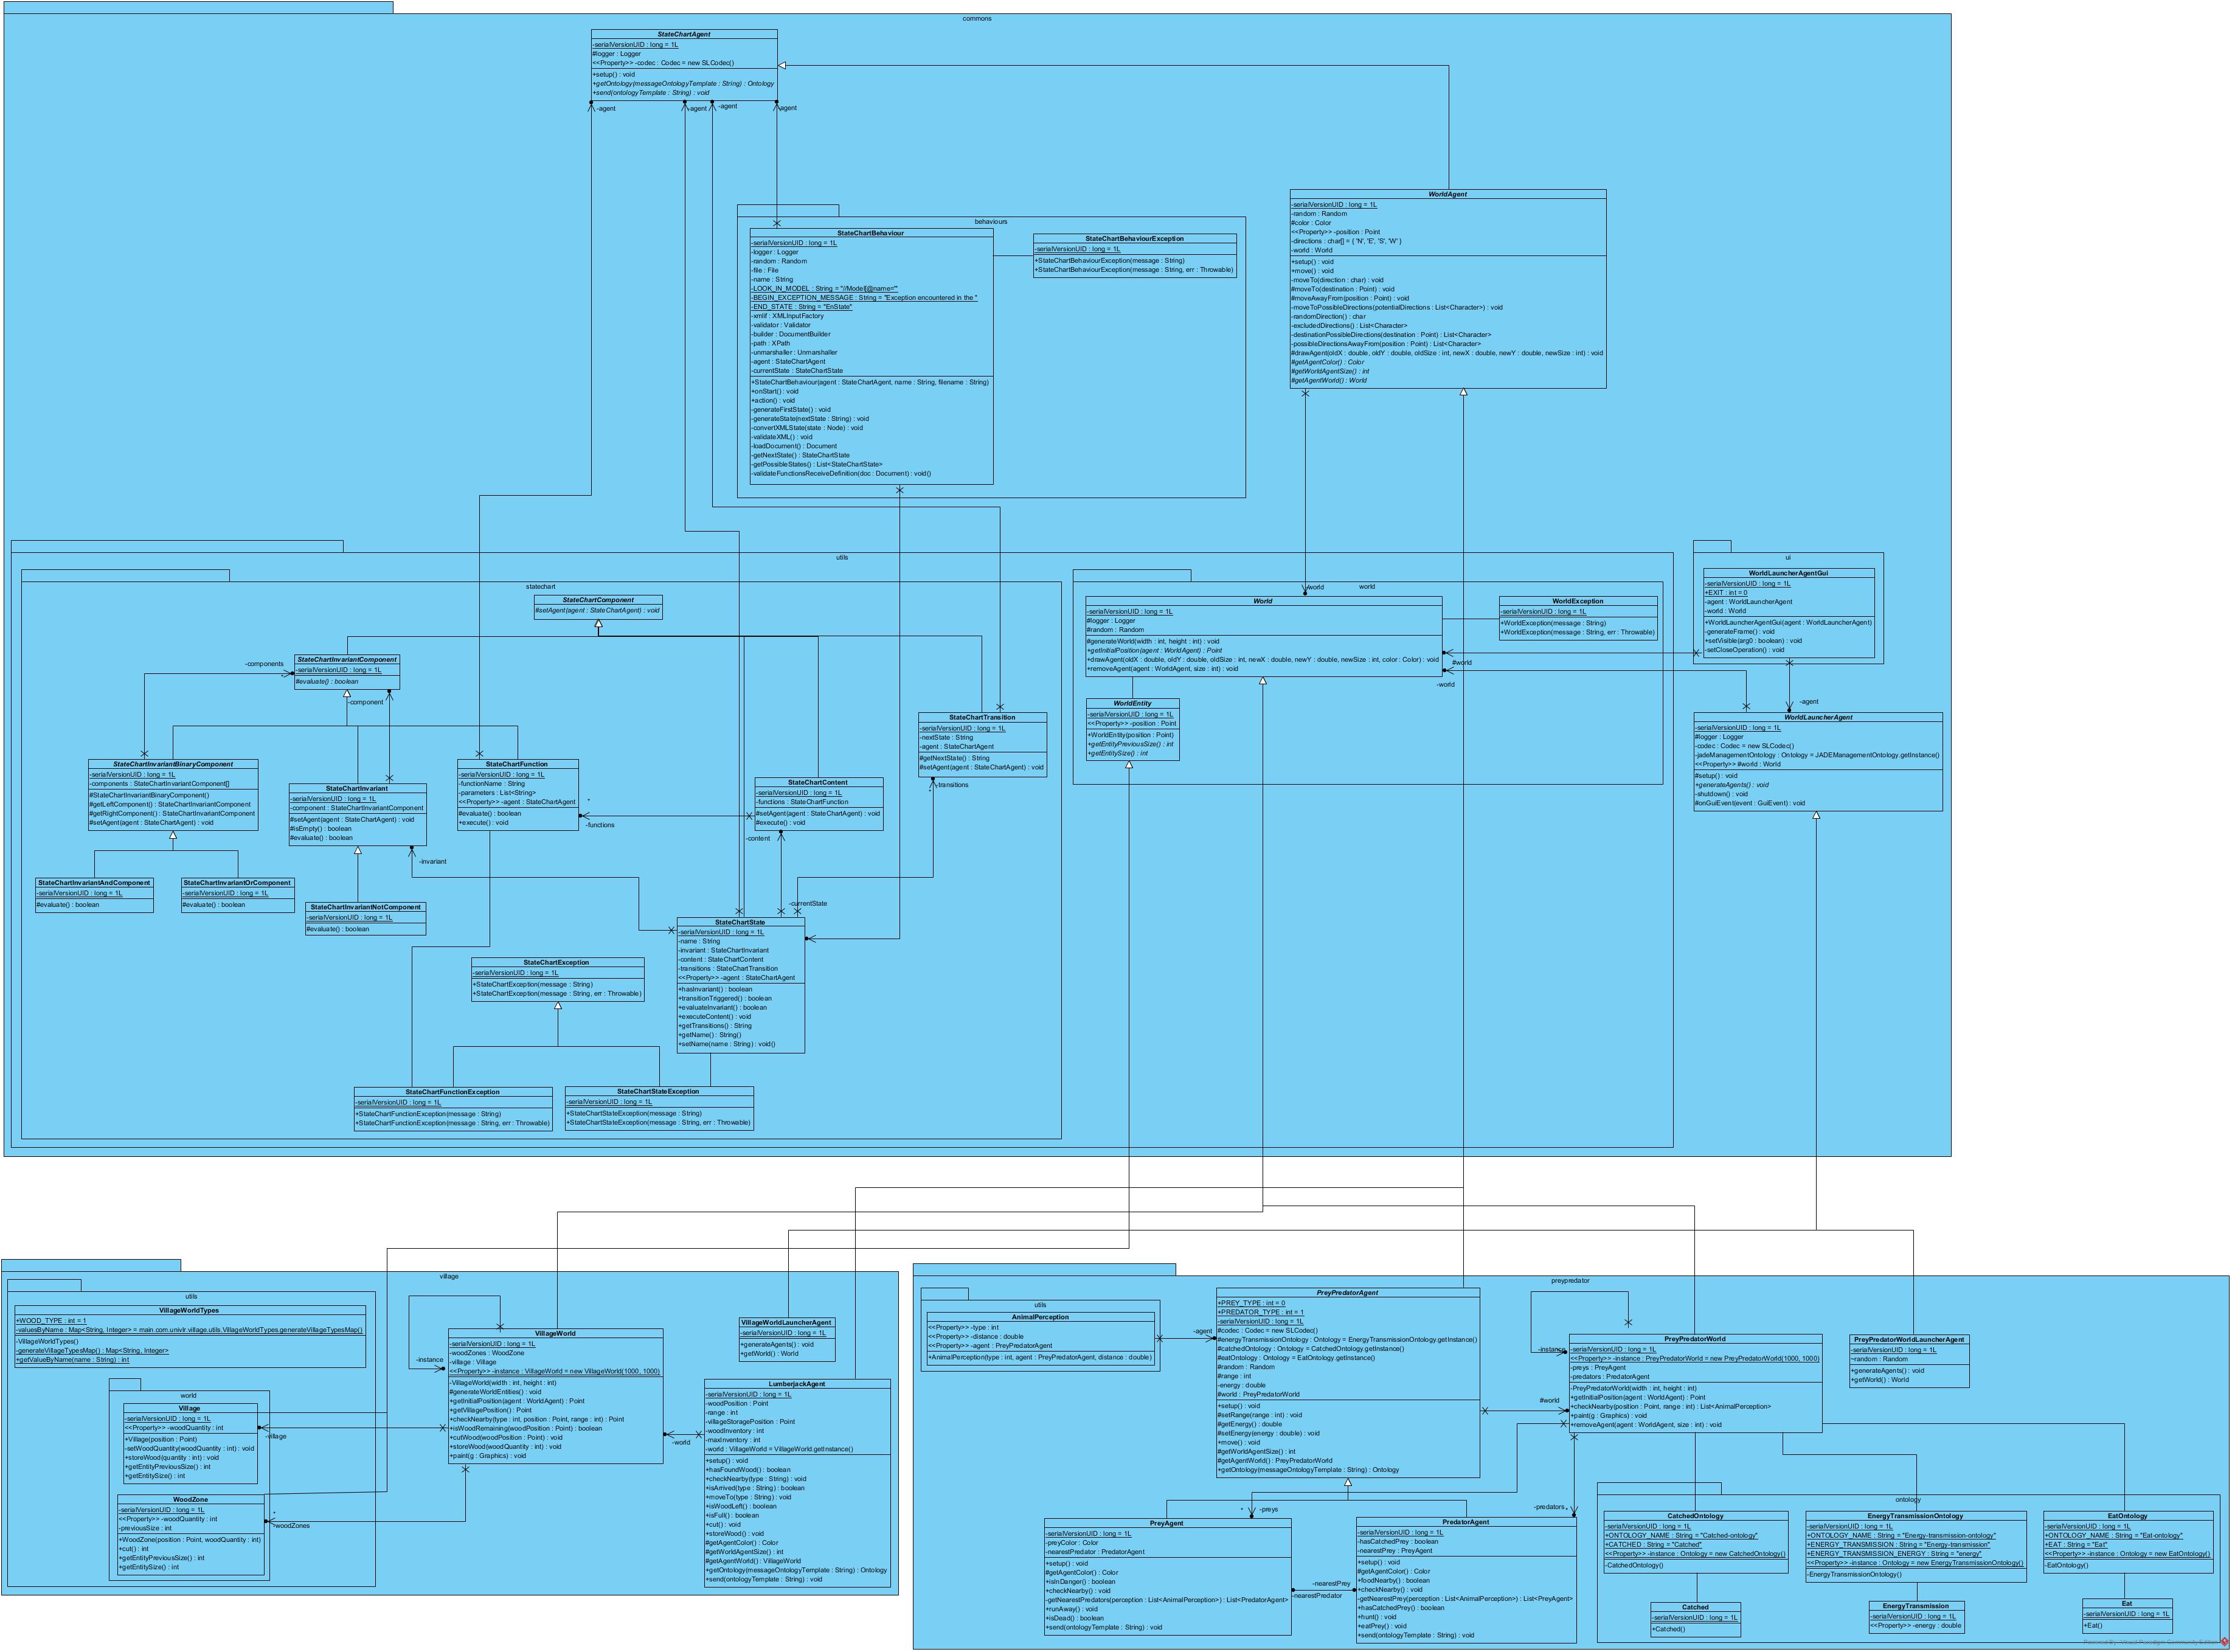 commons
StateChartAgent
-serialVersionUID : long = 1L
#logger : Logger
<<Property>> -codec : Codec = new SLCodec()
+setup() : void
+getOntology(messageOntologyTemplate : String) : Ontology
+send(ontologyTemplate : String) : void
-agent
-agent
-agent
-agent
WorldAgent
-serialVersionUID : long = 1L
-random : Random
#color : Color
<<Property>> -position : Point
-directions : char[] = { 'N', 'E', 'S', 'W' }
-world : World
+setup() : void
+move() : void
-moveTo(direction : char) : void
#moveTo(destination : Point) : void
#moveAwayFrom(position : Point) : void
-moveToPossibleDirections(potentialDirections : List<Character>) : void
-randomDirection() : char
-excludedDirections() : List<Character>
-destinationPossibleDirections(destination : Point) : List<Character>
-possibleDirectionsAwayFrom(position : Point) : List<Character>
#drawAgent(oldX : double, oldY : double, oldSize : int, newX : double, newY : double, newSize : int) : void
#getAgentColor() : Color
#getWorldAgentSize() : int
#getAgentWorld() : World
behaviours
StateChartBehaviour
-serialVersionUID : long = 1L
-logger : Logger
-random : Random
-file : File
-name : String
-LOOK_IN_MODEL : String = "//Model[@name='"
-BEGIN_EXCEPTION_MESSAGE : String = "Exception encountered in the "
-END_STATE : String = "EnState"
-xmlif : XMLInputFactory
-validator : Validator
-builder : DocumentBuilder
-path : XPath
-unmarshaller : Unmarshaller
-agent : StateChartAgent
-currentState : StateChartState
+StateChartBehaviour(agent : StateChartAgent, name : String, filename : String)
+onStart() : void
+action() : void
-generateFirstState() : void
-generateState(nextState : String) : void
-convertXMLState(state : Node) : void
-validateXML() : void
-loadDocument() : Document
-getNextState() : StateChartState
-getPossibleStates() : List<StateChartState>
-validateFunctionsReceiveDefinition(doc : Document) : void()
StateChartBehaviourException
-serialVersionUID : long = 1L
+StateChartBehaviourException(message : String)
+StateChartBehaviourException(message : String, err : Throwable)
utils
statechart
StateChartComponent
#setAgent(agent : StateChartAgent) : void
StateChartInvariantComponent
-serialVersionUID : long = 1L
#evaluate() : boolean
-components
*
-component
StateChartInvariantBinaryComponent
-serialVersionUID : long = 1L
-components : StateChartInvariantComponent[]
#StateChartInvariantBinaryComponent()
#getLeftComponent() : StateChartInvariantComponent
#getRightComponent() : StateChartInvariantComponent
#setAgent(agent : StateChartAgent) : void
StateChartInvariant
-serialVersionUID : long = 1L
-component : StateChartInvariantComponent
#setAgent(agent : StateChartAgent) : void
#isEmpty() : boolean
#evaluate() : boolean
StateChartFunction
-serialVersionUID : long = 1L
-functionName : String
-parameters : List<String>
<<Property>> -agent : StateChartAgent
#evaluate() : boolean
+execute() : void
*
-functions
StateChartContent
-serialVersionUID : long = 1L
-functions : StateChartFunction
#setAgent(agent : StateChartAgent) : void
#execute() : void
-content
StateChartTransition
-serialVersionUID : long = 1L
-nextState : String
-agent : StateChartAgent
#getNextState() : String
#setAgent(agent : StateChartAgent) : void
-transitions
*
-invariant
StateChartInvariantAndComponent
-serialVersionUID : long = 1L
#evaluate() : boolean
StateChartInvariantOrComponent
-serialVersionUID : long = 1L
#evaluate() : boolean
StateChartInvariantNotComponent
-serialVersionUID : long = 1L
#evaluate() : boolean
-currentState
StateChartState
-serialVersionUID : long = 1L
-name : String
-invariant : StateChartInvariant
-content : StateChartContent
-transitions : StateChartTransition
<<Property>> -agent : StateChartAgent
+hasInvariant() : boolean
+transitionTriggered() : boolean
+evaluateInvariant() : boolean
+executeContent() : void
+getTransitions() : String
+getName() : String()
+setName(name : String) : void()
StateChartException
-serialVersionUID : long = 1L
+StateChartException(message : String)
+StateChartException(message : String, err : Throwable)
StateChartFunctionException
-serialVersionUID : long = 1L
+StateChartFunctionException(message : String)
+StateChartFunctionException(message : String, err : Throwable)
StateChartStateException
-serialVersionUID : long = 1L
+StateChartStateException(message : String)
+StateChartStateException(message : String, err : Throwable)
world
-world
World
-serialVersionUID : long = 1L
#logger : Logger
#random : Random
#generateWorld(width : int, height : int) : void
+getInitialPosition(agent : WorldAgent) : Point
+drawAgent(oldX : double, oldY : double, oldSize : int, newX : double, newY : double, newSize : int, color : Color) : void
+removeAgent(agent : WorldAgent, size : int) : void
WorldException
-serialVersionUID : long = 1L
+WorldException(message : String)
+WorldException(message : String, err : Throwable)
#world
-world
WorldEntity
-serialVersionUID : long = 1L
<<Property>> -position : Point
+WorldEntity(position : Point)
+getEntityPreviousSize() : int
+getEntitySize() : int
ui
WorldLauncherAgentGui
-serialVersionUID : long = 1L
+EXIT : int = 0
-agent : WorldLauncherAgent
-world : World
+WorldLauncherAgentGui(agent : WorldLauncherAgent)
-generateFrame() : void
+setVisible(arg0 : boolean) : void
-setCloseOperation() : void
-agent
WorldLauncherAgent
-serialVersionUID : long = 1L
#logger : Logger
-codec : Codec = new SLCodec()
-jadeManagementOntology : Ontology = JADEManagementOntology.getInstance()
<<Property>> #world : World
#setup() : void
+generateAgents() : void
-shutdown() : void
#onGuiEvent(event : GuiEvent) : void
village
utils
VillageWorldTypes
+WOOD_TYPE : int = 1
-valuesByName : Map<String, Integer> = main.com.univlr.village.utils.VillageWorldTypes.generateVillageTypesMap()
-VillageWorldTypes()
-generateVillageTypesMap() : Map<String, Integer>
+getValueByName(name : String) : int
world
Village
-serialVersionUID : long = 1L
<<Property>> -woodQuantity : int
+Village(position : Point)
-setWoodQuantity(woodQuantity : int) : void
+storeWood(quantity : int) : void
+getEntityPreviousSize() : int
+getEntitySize() : int
-village
WoodZone
-serialVersionUID : long = 1L
<<Property>> -woodQuantity : int
-previousSize : int
+WoodZone(position : Point, woodQuantity : int)
+cut() : int
+getEntityPreviousSize() : int
+getEntitySize() : int
*
-woodZones
-instance
VillageWorld
-serialVersionUID : long = 1L
-woodZones : WoodZone
-village : Village
<<Property>> -instance : VillageWorld = new VillageWorld(1000, 1000)
-VillageWorld(width : int, height : int)
#generateWorldEntities() : void
+getInitialPosition(agent : WorldAgent) : Point
+getVillagePosition() : Point
+checkNearby(type : int, position : Point, range : int) : Point
+isWoodRemaining(woodPosition : Point) : boolean
+cutWood(woodPosition : Point) : void
+storeWood(woodQuantity : int) : void
+paint(g : Graphics) : void
-world
VillageWorldLauncherAgent
-serialVersionUID : long = 1L
+generateAgents() : void
+getWorld() : World
LumberjackAgent
-serialVersionUID : long = 1L
-woodPosition : Point
-range : int
-villageStoragePosition : Point
-woodInventory : int
-maxInventory : int
-world : VillageWorld = VillageWorld.getInstance()
+setup() : void
+hasFoundWood() : boolean
+checkNearby(type : String) : void
+isArrived(type : String) : boolean
+moveTo(type : String) : void
+isWoodLeft() : boolean
+isFull() : boolean
+cut() : void
+storeWood() : void
#getAgentColor() : Color
#getWorldAgentSize() : int
#getAgentWorld() : VillageWorld
+getOntology(messageOntologyTemplate : String) : Ontology
+send(ontologyTemplate : String) : void
preypredator
utils
AnimalPerception
<<Property>> -type : int
<<Property>> -distance : double
<<Property>> -agent : PreyPredatorAgent
+AnimalPerception(type : int, agent : PreyPredatorAgent, distance : double)
-agent
PreyPredatorAgent
+PREY_TYPE : int = 0
+PREDATOR_TYPE : int = 1
-serialVersionUID : long = 1L
#codec : Codec = new SLCodec()
#energyTransmissionOntology : Ontology = EnergyTransmissionOntology.getInstance()
#catchedOntology : Ontology = CatchedOntology.getInstance()
#eatOntology : Ontology = EatOntology.getInstance()
#random : Random
#range : int
-energy : double
#world : PreyPredatorWorld
+setup() : void
#setRange(range : int) : void
#getEnergy() : double
#setEnergy(energy : double) : void
+move() : void
#getWorldAgentSize() : int
#getAgentWorld() : PreyPredatorWorld
+getOntology(messageOntologyTemplate : String) : Ontology
#world
-instance
PreyPredatorWorld
-serialVersionUID : long = 1L
<<Property>> -instance : PreyPredatorWorld = new PreyPredatorWorld(1000, 1000)
-preys : PreyAgent
-predators : PredatorAgent
-PreyPredatorWorld(width : int, height : int)
+getInitialPosition(agent : WorldAgent) : Point
+checkNearby(position : Point, range : int) : List<AnimalPerception>
+paint(g : Graphics) : void
+removeAgent(agent : WorldAgent, size : int) : void
PreyPredatorWorldLauncherAgent
-serialVersionUID : long = 1L
~random : Random
+generateAgents() : void
+getWorld() : World
*
-preys
-predators
*
PreyAgent
-serialVersionUID : long = 1L
-preyColor : Color
-nearestPredator : PredatorAgent
+setup() : void
#getAgentColor() : Color
+isInDanger() : boolean
+checkNearby() : void
-getNearestPredators(perception : List<AnimalPerception>) : List<PredatorAgent>
+runAway() : void
+isDead() : boolean
+send(ontologyTemplate : String) : void
-nearestPrey
-nearestPredator
PredatorAgent
-serialVersionUID : long = 1L
-hasCatchedPrey : boolean
-nearestPrey : PreyAgent
+setup() : void
#getAgentColor() : Color
+foodNearby() : boolean
+checkNearby() : void
-getNearestPrey(perception : List<AnimalPerception>) : List<PreyAgent>
+hasCatchedPrey() : boolean
+hunt() : void
+eatPrey() : void
+send(ontologyTemplate : String) : void
ontology
CatchedOntology
-serialVersionUID : long = 1L
+ONTOLOGY_NAME : String = "Catched-ontology"
+CATCHED : String = "Catched"
<<Property>> -instance : Ontology = new CatchedOntology()
-CatchedOntology()
EnergyTransmissionOntology
-serialVersionUID : long = 1L
+ONTOLOGY_NAME : String = "Energy-transmission-ontology"
+ENERGY_TRANSMISSION : String = "Energy-transmission"
+ENERGY_TRANSMISSION_ENERGY : String = "energy"
<<Property>> -instance : Ontology = new EnergyTransmissionOntology()
-EnergyTransmissionOntology()
EatOntology
-serialVersionUID : long = 1L
+ONTOLOGY_NAME : String = "Eat-ontology"
+EAT : String = "Eat"
<<Property>> -instance : Ontology = new EatOntology()
-EatOntology()
Catched
-serialVersionUID : long = 1L
+Catched()
EnergyTransmission
-serialVersionUID : long = 1L
<<Property>> -energy : double
Eat
-serialVersionUID : long = 1L
+Eat()
Powered By Visual Paradigm Community Edition